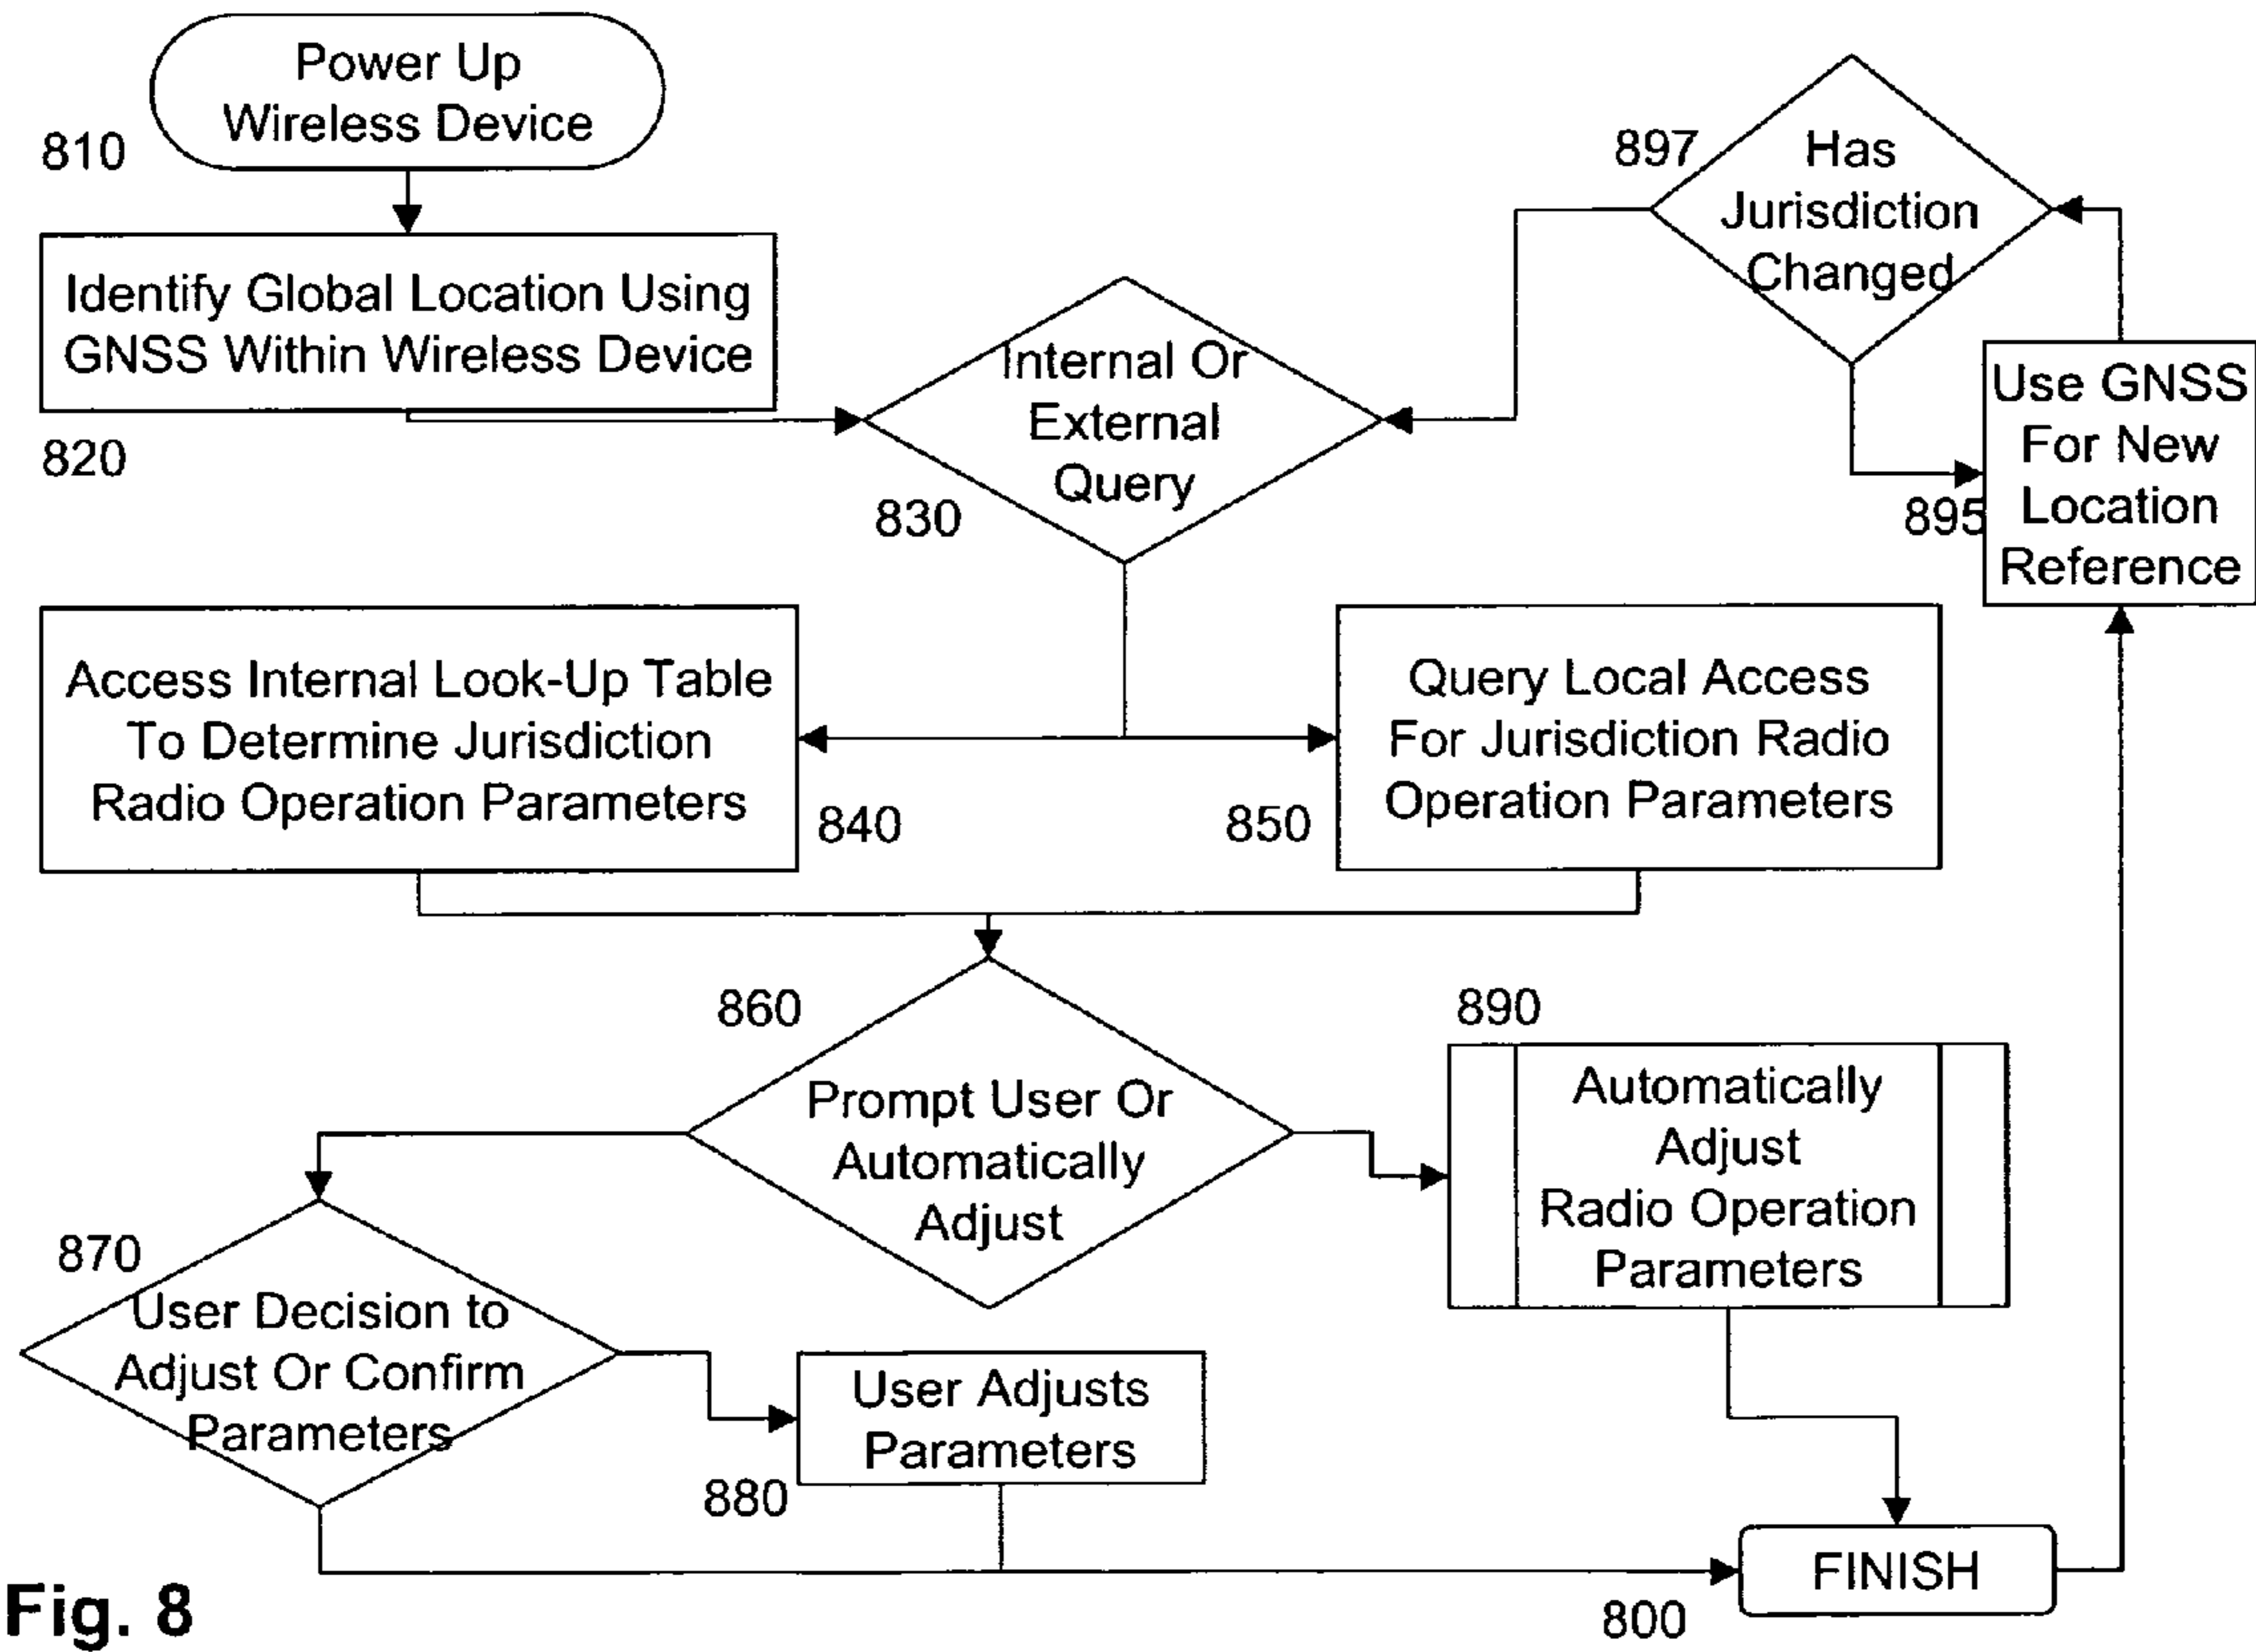 Power Up
Wireless Device
810
Identify Global Location Using
GNSS Within Wireless Device
820
897
Has
Jurisdiction
Changed
Internal Or
External
Query
830
Use GNSS
For New
Location
Reference
895
Access Internal Look-Up Table
To Determine Jurisdiction
Radio Operation Parameters
840
850
Query Local Access
For Jurisdiction Radio
Operation Parameters
860
Prompt User Or
Automatically
Adjust
890
Automatically
Adjust
Radio Operation
Parameters
870
User Decision to
Adjust Or Confirm
Parameters
User Adjusts
Parameters
880
FINISH
800
Fig. 8